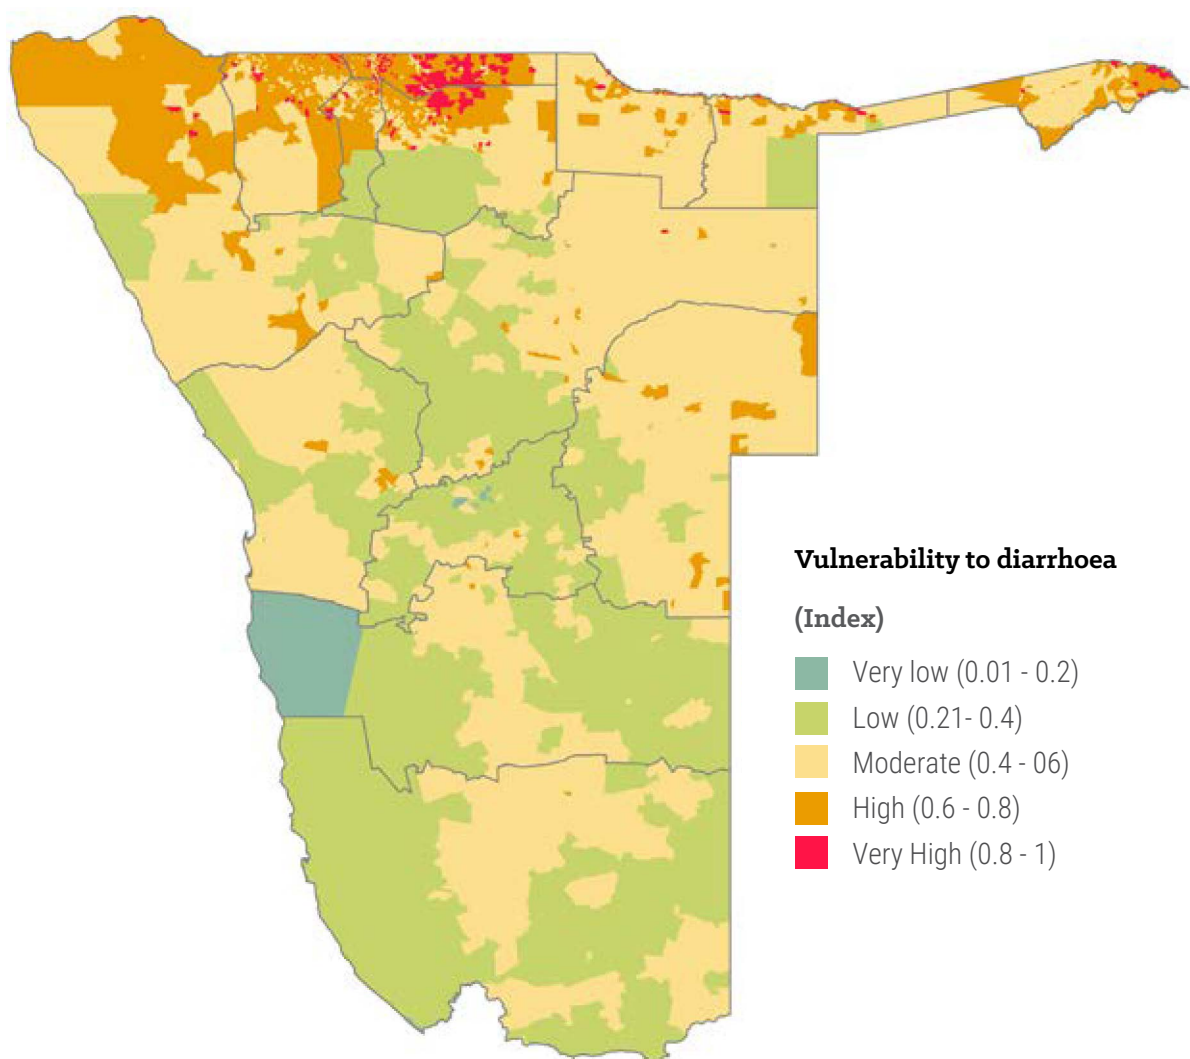 Vulnerability to diarrhoea
(Index)
Very low (0.01 - 0.2)
Low (0.21- 0.4)
Moderate (0.4 - 06)
High (0.6 - 0.8)
Very High (0.8 - 1)